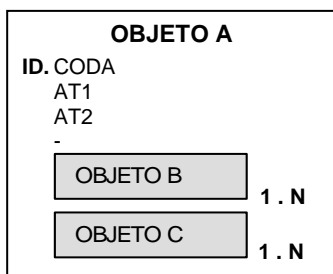 OBJETO A
ID. CODA
AT1
AT2
-
OBJETO B
1 . N
OBJETO C
1 . N